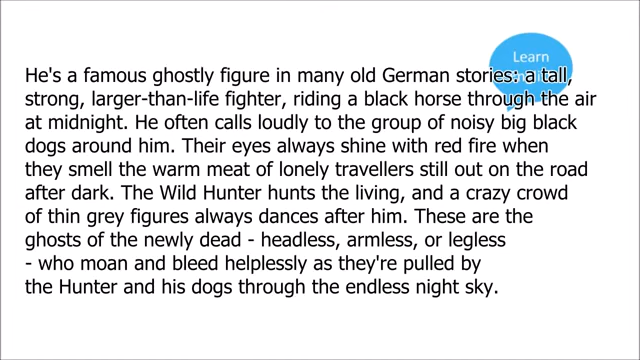 Learn
He's a famous ghostly figure in many old German stories: a tall,
strong, larger-than-life fighter, riding a black horse through the air
at midnight. He often calls loudly to the group of noisy big black
dogs around him. Their eyes always shine with red fire when
they smell the warm meat of lonely travellers still out on the road
after dark. The Wild Hunter hunts the living, and a crazy crowd
of thin grey figures always dances after him. These are the
ghosts of the newly dead - headless, armless, or legless
- who moan and bleed helplessly as they're pulled by
the Hunter and his dogs through the endless night sky.